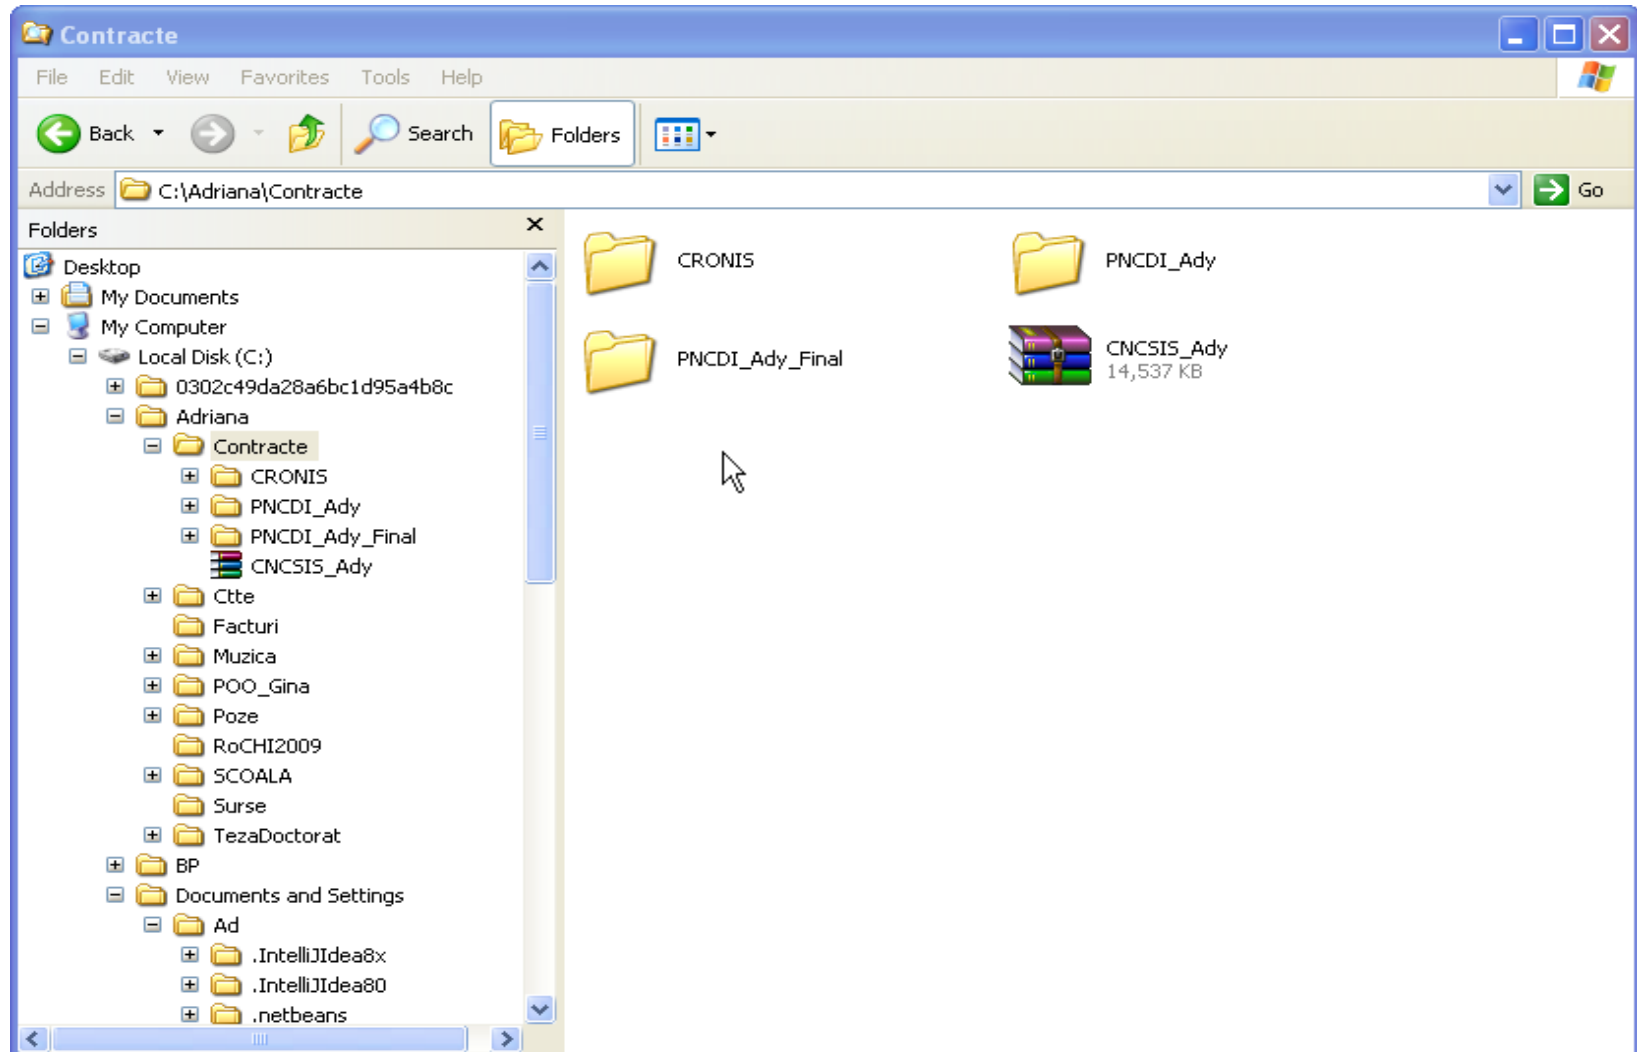 Contracte
File Edit View Favorites Tools Help
Back Search Folders
Address C:\Adriana\Contracte Go
Folders
Desktop
My Documents
My Computer
Local Disk (C:)
0302c49da28a6bc1d95a4b8c
Adriana
Contracte
CRONIS
PNCDI_Ady
PNCDI_Ady_Final
CNCSIS_Ady
Ctte
Facturi
Muzica
POO_Gina
Poze
RoCHI2009
SCOALA
Surse
TezaDoctorat
BP
Documents and Settings
Ad
.IntelliJIdea8x
.IntelliJIdea80
.netbeans
CRONIS PNCDI_Ady
PNCDI_Ady_Final CNCSIS_Ady
14,537 KB